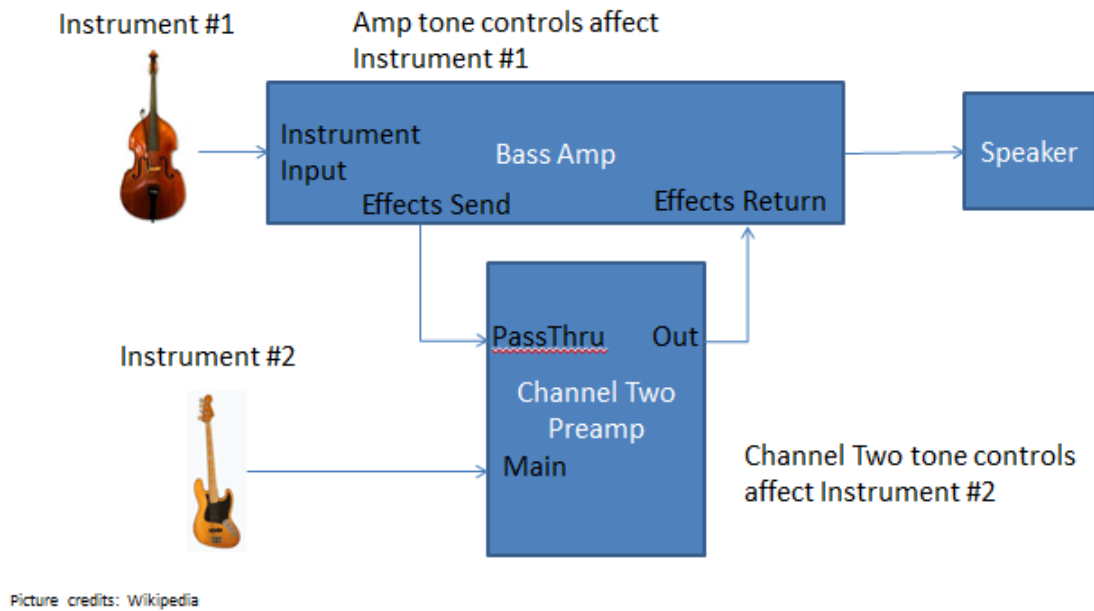 Instrument #1
Amp tone controls affect
Instrument #1
Instrument
Input
Bass Amp
Speaker
Effects Send
Effects Return
PassThru
Out
Instrument #2
Channel Two
Preamp
Main
Channel Two tone controls
affect Instrument #2
Picture credits: Wikipedia